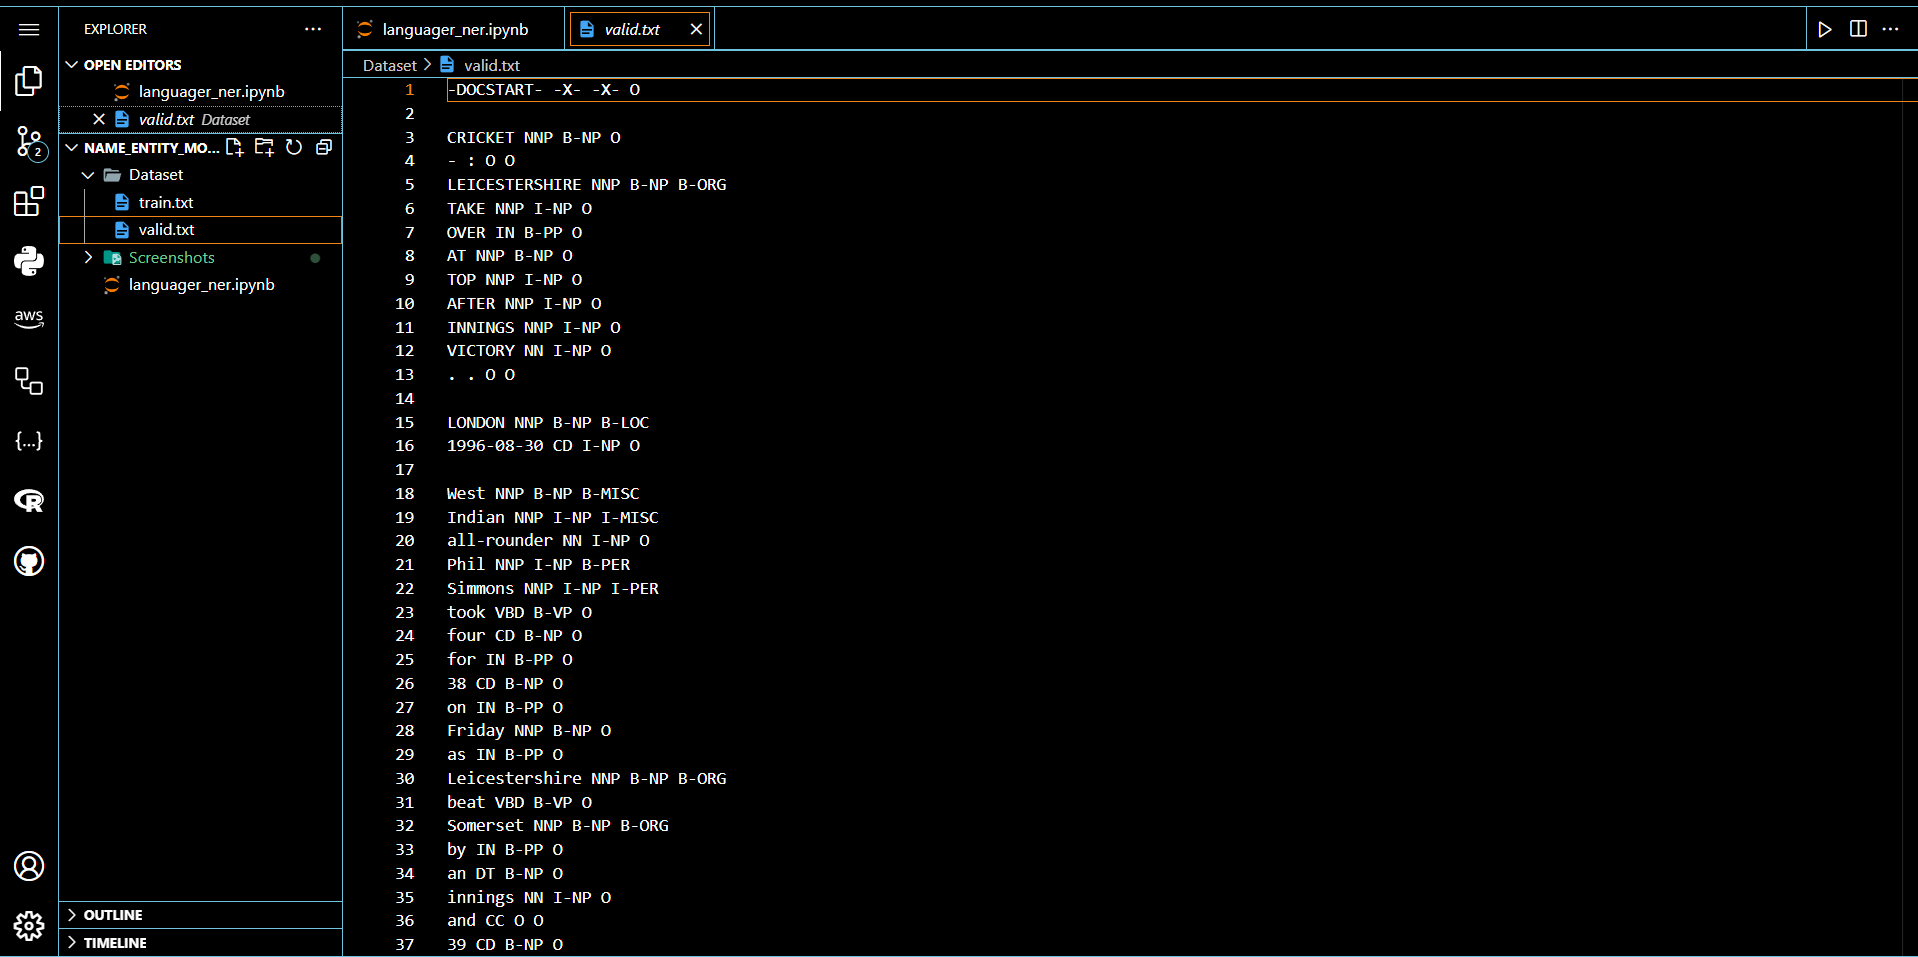 EXPLORER
OPEN EDITORS
languager_ner.ipynb
valid.txt Dataset
NAME_ENTITY_MO...
Dataset
train.txt
valid.txt
Screenshots
languager_ner.ipynb
OUTLINE
TIMELINE
2
aws
{...}
R
languager_ner.ipynb
valid.txt
Dataset > valid.txt
1 -DOCSTART- -X- -X- O
2
3 CRICKET NNP B-NP O
4 - : O O
5 LEICESTERSHIRE NNP B-NP B-ORG
6 TAKE NNP I-NP O
7 OVER IN B-PP O
8 AT NNP B-NP O
9 TOP NNP I-NP O
10 AFTER NNP I-NP O
11 INNINGS NNP I-NP O
12 VICTORY NN I-NP O
13 . . O O
14
15 LONDON NNP B-NP B-LOC
16 1996-08-30 CD I-NP O
17
18 West NNP B-NP B-MISC
19 Indian NNP I-NP I-MISC
20 all-rounder NN I-NP O
21 Phil NNP I-NP B-PER
22 Simmons NNP I-NP I-PER
23 took VBD B-VP O
24 four CD B-NP O
25 for IN B-PP O
26 38 CD B-NP O
27 on IN B-PP O
28 Friday NNP B-NP O
29 as IN B-PP O
30 Leicestershire NNP B-NP B-ORG
31 beat VBD B-VP O
32 Somerset NNP B-NP B-ORG
33 by IN B-PP O
34 an DT B-NP O
35 innings NN I-NP O
36 and CC O O
37 39 CD B-NP O